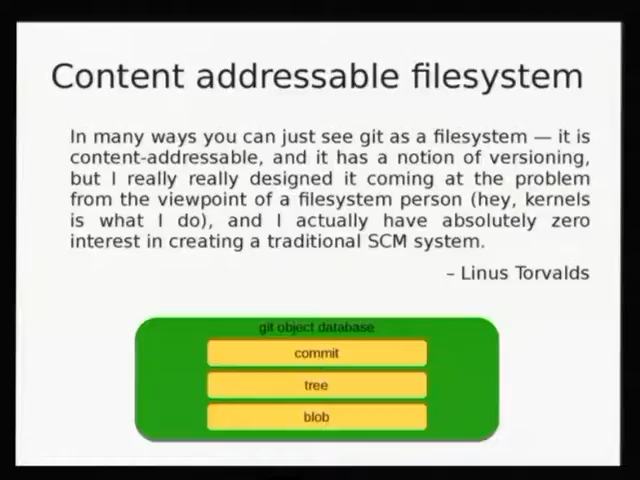 Content addressable filesystem
In many ways you can just see git as a filesystem — it is
content-addressable, and it has a notion of versioning,
but I really really designed it coming at the problem
from the viewpoint of a filesystem person (hey, kernels
is what I do), and I actually have absolutely zero
interest in creating a traditional SCM system.
– Linus Torvalds
git object database
commit
tree
blob